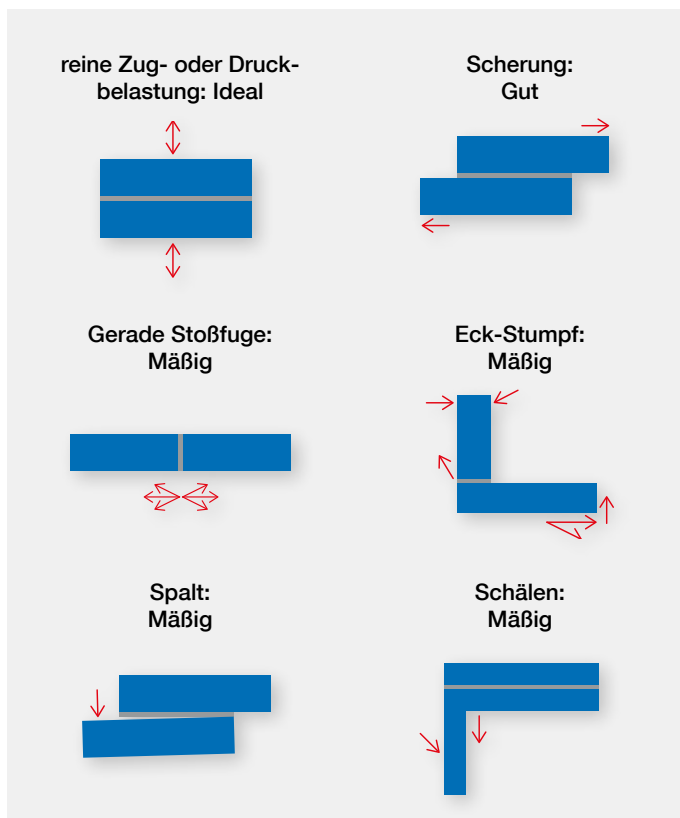 reine Zug- oder Druck-
belastung: Ideal
Scherung:
Gut
Gerade Stoßfuge:
Mäßig
Eck-Stumpf:
Mäßig
Spalt:
Mäßig
Schälen:
Mäßig